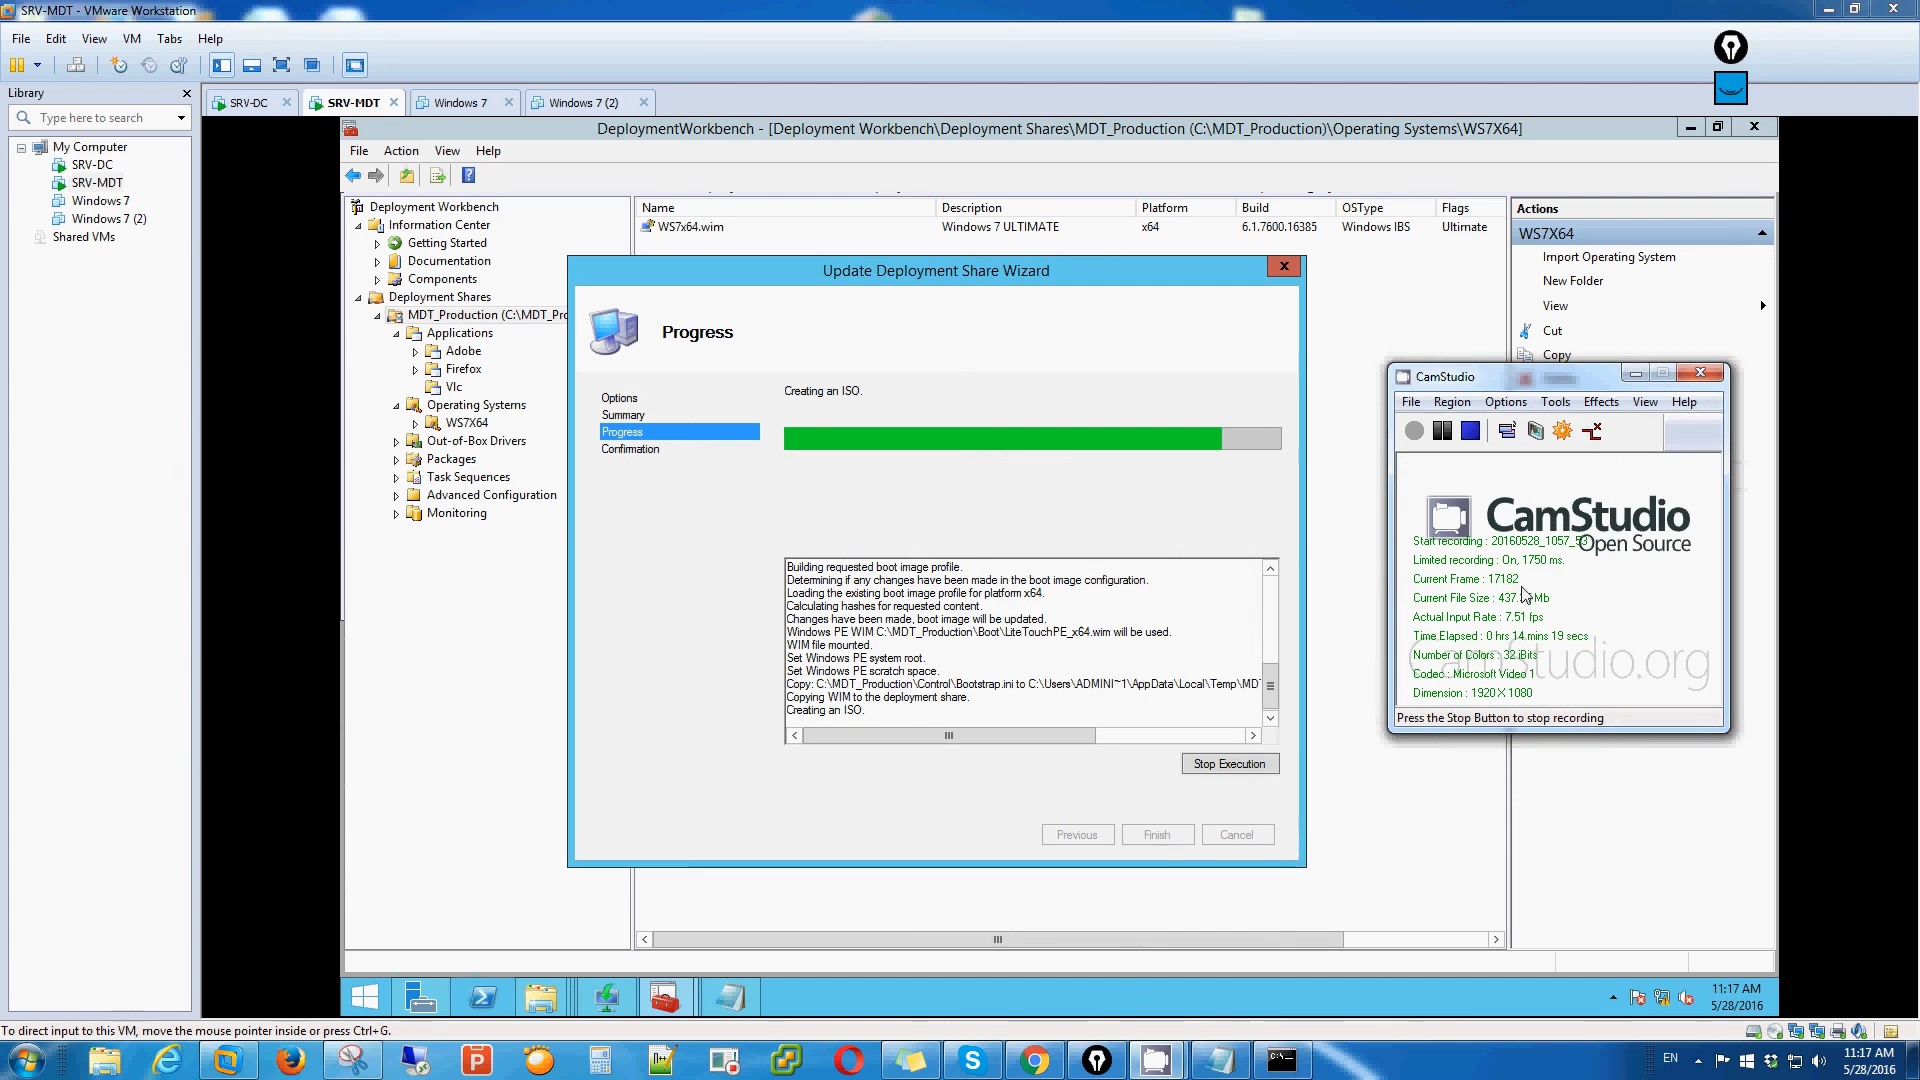 SRV-MDT - VMware Workstation
File Edit View VM Tabs Help
Library
Type here to search
My Computer
SRV-DC
SRV-MDT
Windows 7
Windows 7 (2)
Shared VMs
SRV-DC SRV-MDT Windows 7 Windows 7 (2)
DeploymentWorkbench - [Deployment Workbench\Deployment Shares\MDT_Production (C:\MDT_Production)\Operating Systems\WS7X64]
File Action View Help
Deployment Workbench
Information Center
Getting Started
Documentation
Components
Deployment Shares
MDT_Production (C:\MDT_Pro
Applications
Adobe
Firefox
Vlc
Operating Systems
WS7X64
Out-of-Box Drivers
Packages
Task Sequences
Advanced Configuration
Monitoring
Name Description Platform Build OSType Flags
WS7x64.wim Windows 7 ULTIMATE x64 6.1.7600.16385 Windows IBS Ultimate
Actions
WS7X64
Import Operating System
New Folder
View
Cut
Copy
Update Deployment Share Wizard
Progress
Options
Summary
Progress
Confirmation
Creating an ISO.
Building requested boot image profile.
Determining if any changes have been made in the boot image configuration.
Loading the existing boot image profile for platform x64.
Calculating hashes for requested content.
Changes have been made, boot image will be updated.
Windows PE WIM C:\MDT_Production\Boot\LiteTouchPE_x64.wim will be used.
WIM file mounted.
Set Windows PE system root.
Set Windows PE scratch space.
Copy: C:\MDT_Production\Control\Bootstrap.ini to C:\Users\ADMINI~1\AppData\Local\Temp\MDT
Copying WIM to the deployment share.
Creating an ISO.
Stop Execution
Previous Finish Cancel
CamStudio
File Region Options Tools Effects View Help
CamStudio
Open Source
Start recording : 20160528_1057_53
Limited recording : On, 1750 ms.
Current Frame : 17182
Current File Size : 437. Mb
Actual Input Rate : 7.51 fps
Time Elapsed : 0 hrs 14 mins 19 secs
Number of Colors : 32 Bits
Codec : Microsoft Video 1
Dimension : 1920 X 1080
CamStudio.org
Press the Stop Button to stop recording
11:17 AM
5/28/2016
To direct input to this VM, move the mouse pointer inside or press Ctrl+G.
EN
11:17 AM
5/28/2016